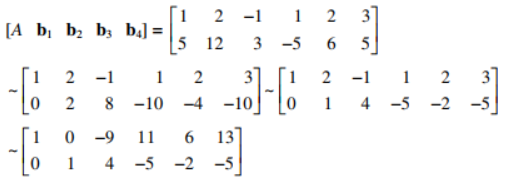 [A b₁ b₂ b₃ b₄] = [1 2 −1 1 2 3
5 12 3 −5 6 5]
~ [1 2 −1 1 2 3
0 2 8 −10 −4 −10] ~ [1 2 −1 1 2 3
0 1 4 −5 −2 −5]
~ [1 0 −9 11 6 13
0 1 4 −5 −2 −5]